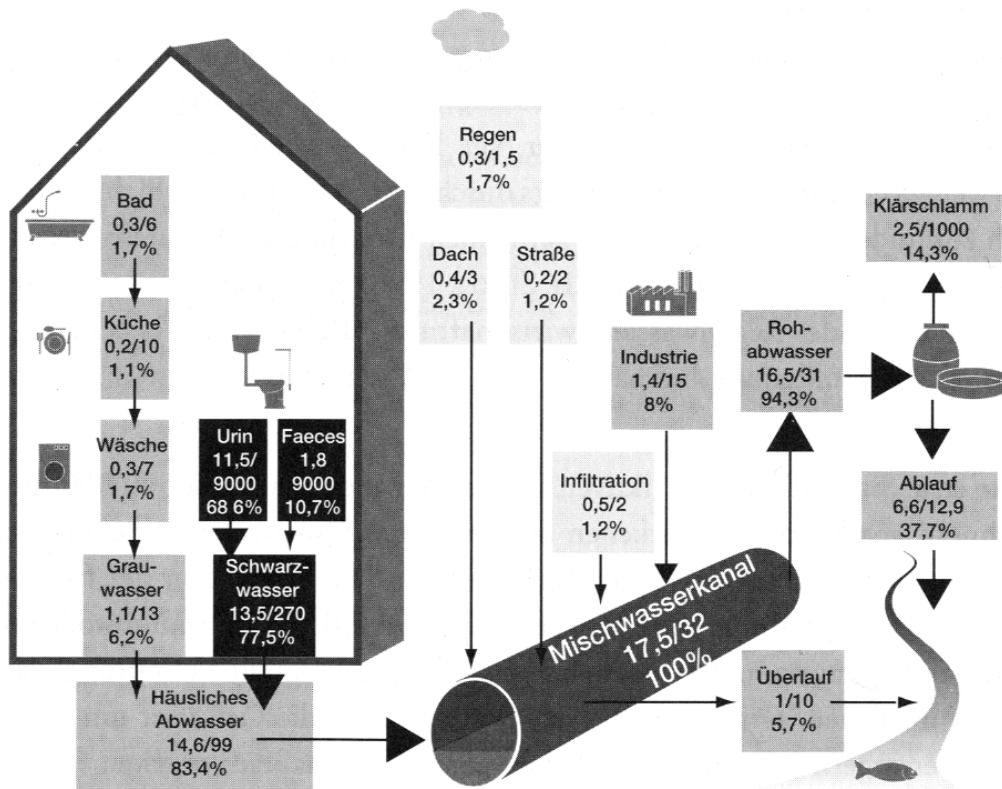 Regen
0,3/1,5
1,7%
Bad
0,3/6
1,7%
Küche
0,2/10
1,1%
Wäsche
0,3/7
1,7%
Urin
11,5/
9000
68 6%
Faeces
1,8
9000
10,7%
Grau-
wasser
1,1/13
6,2%
Schwarz-
wasser
13,5/270
77,5%
Häusliches
Abwasser
14,6/99
83,4%
Dach
0,4/3
2,3%
Straße
0,2/2
1,2%
Industrie
1,4/15
8%
Infiltration
0,5/2
1,2%
Mischwasserkanal
17,5/32
100%
Roh-
abwasser
16,5/31
94,3%
Klärschlamm
2,5/1000
14,3%
Ablauf
6,6/12,9
37,7%
Überlauf
1/10
5,7%